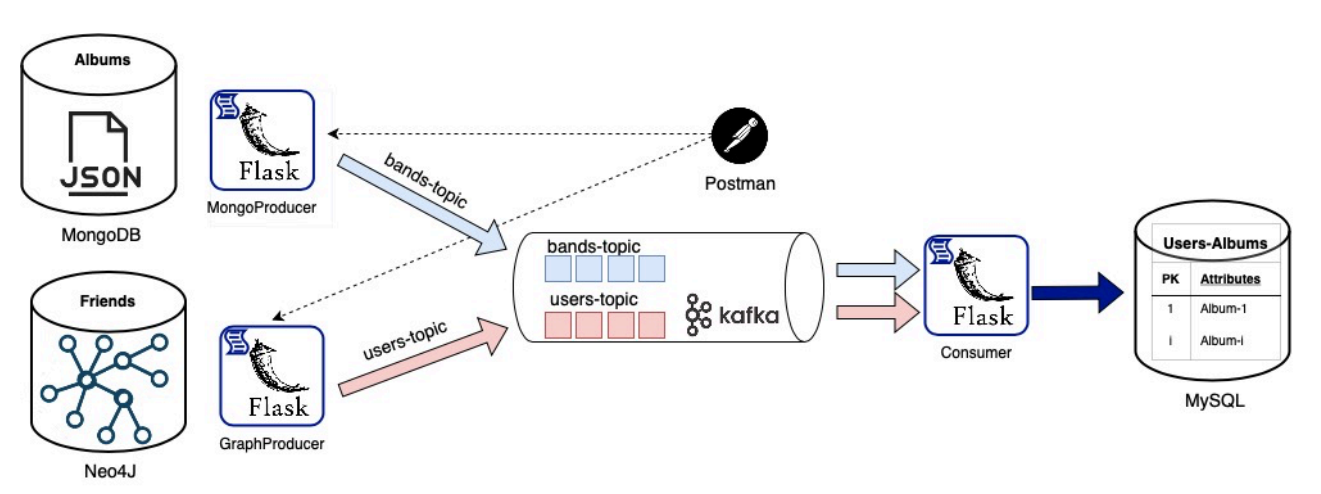 Albums
JSON
MongoDB
Flask
MongoProducer
bands-topic
Postman
Friends
Neo4J
Flask
GraphProducer
users-topic
bands-topic
users-topic
kafka
Flask
Consumer
Users-Albums
PK Attributes
1 Album-1
i Album-i
MySQL